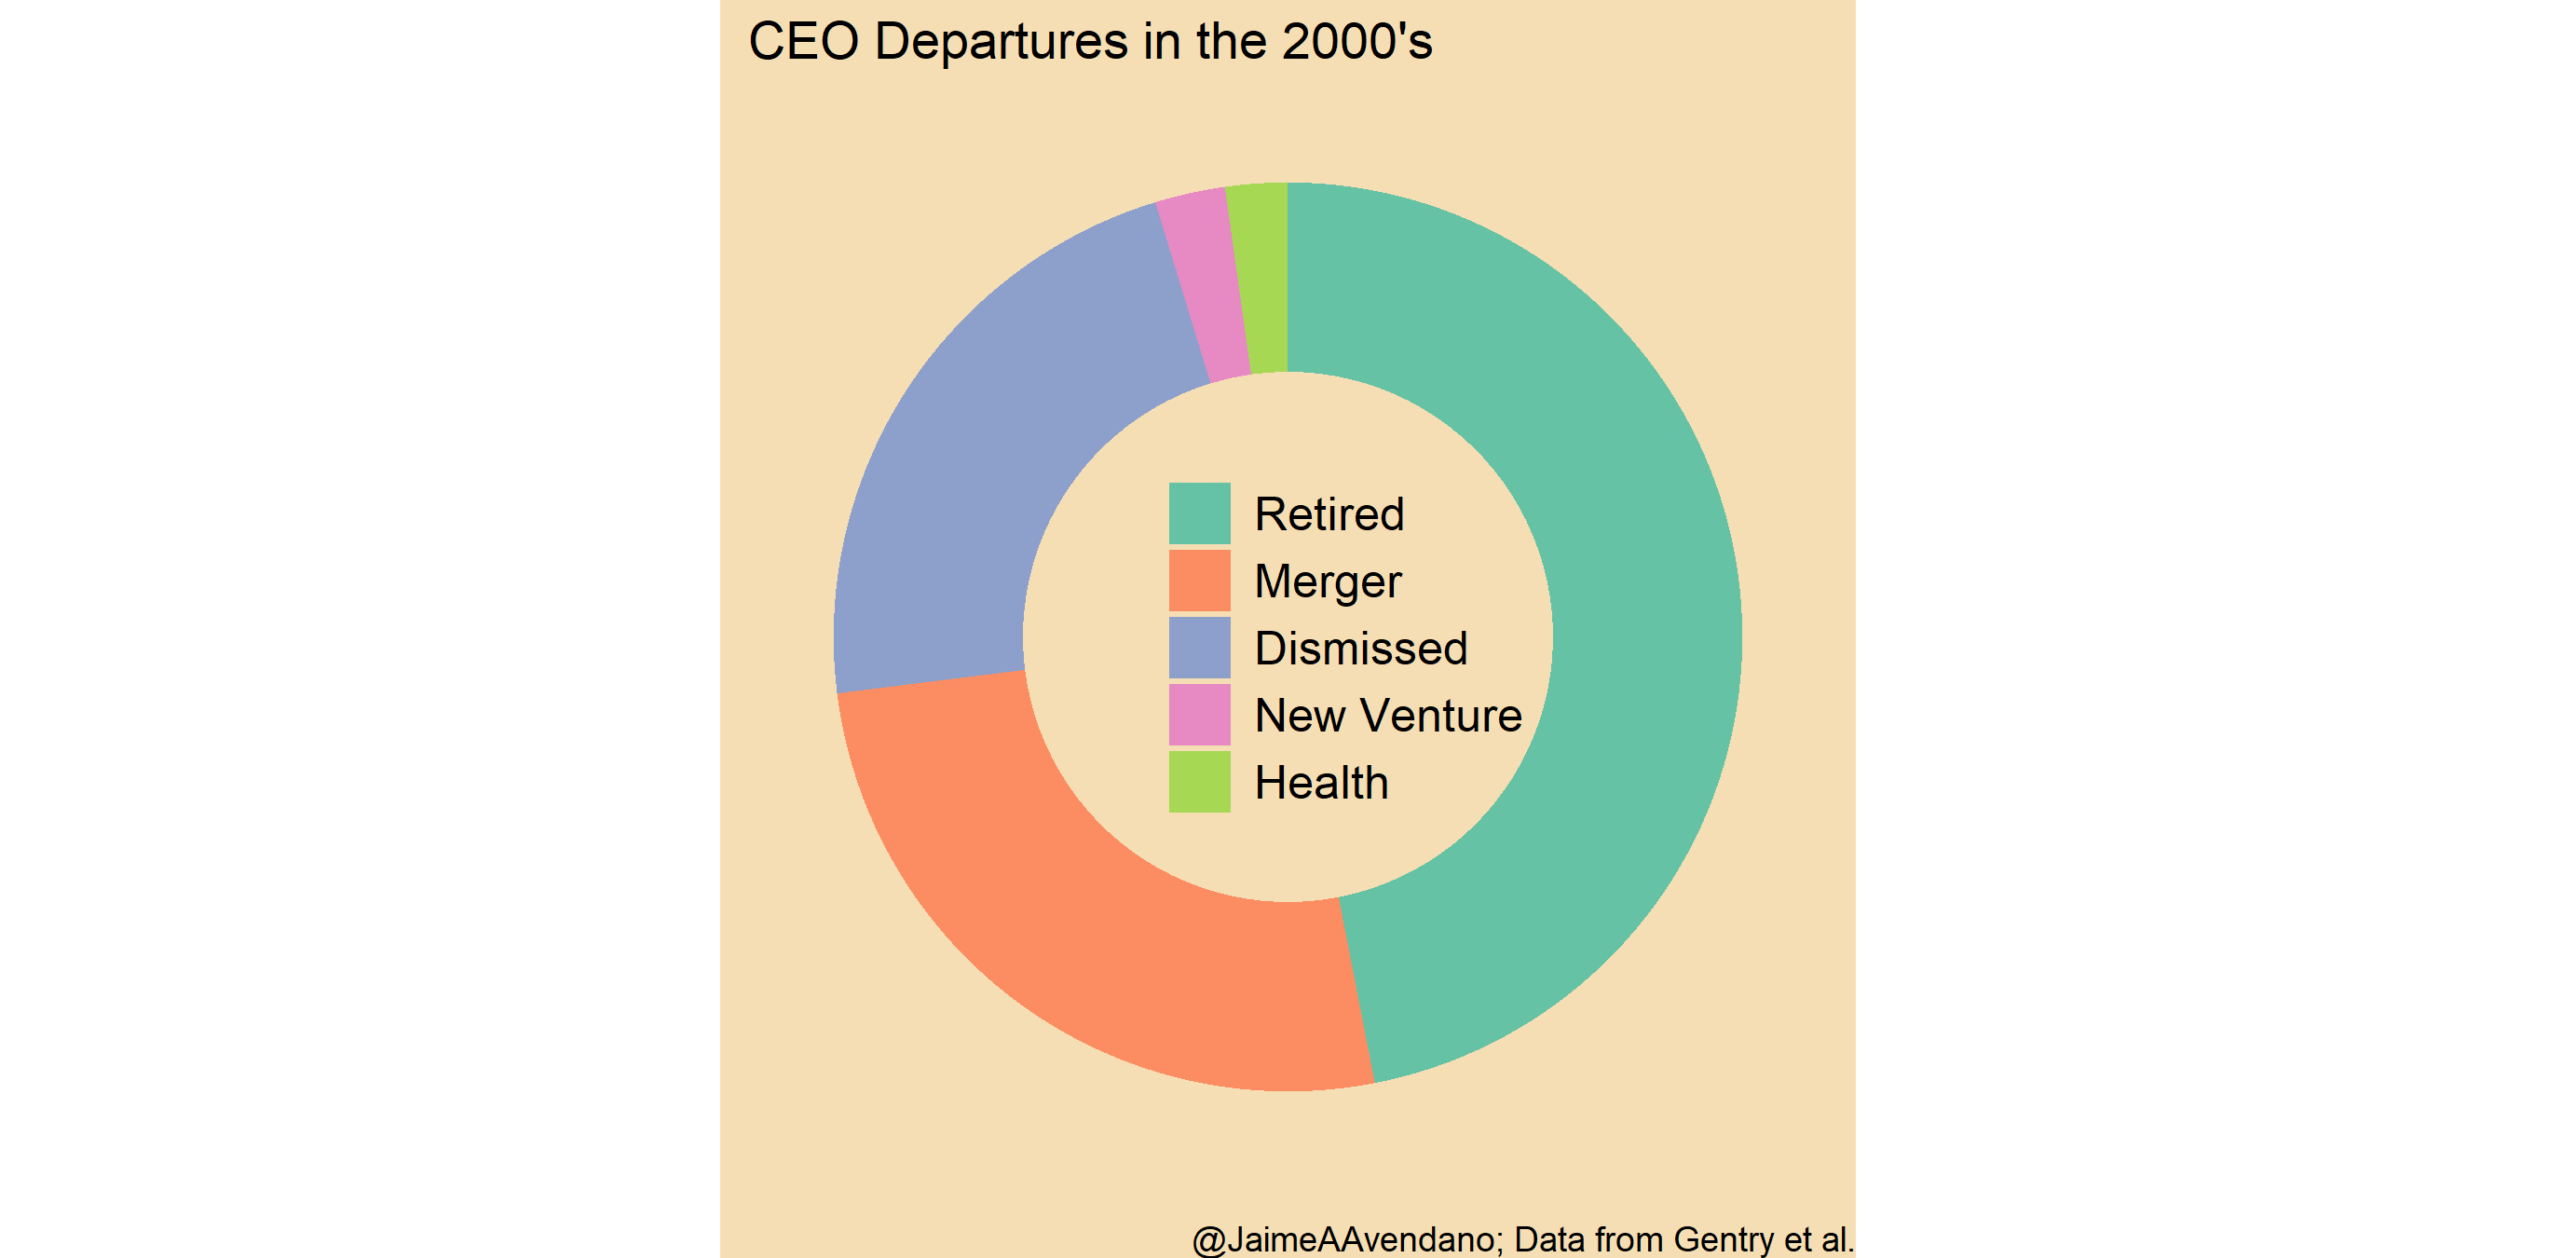 CEO Departures in the 2000's
Retired
Merger
Dismissed
New Venture
Health
@JaimeAAvendano; Data from Gentry et al.